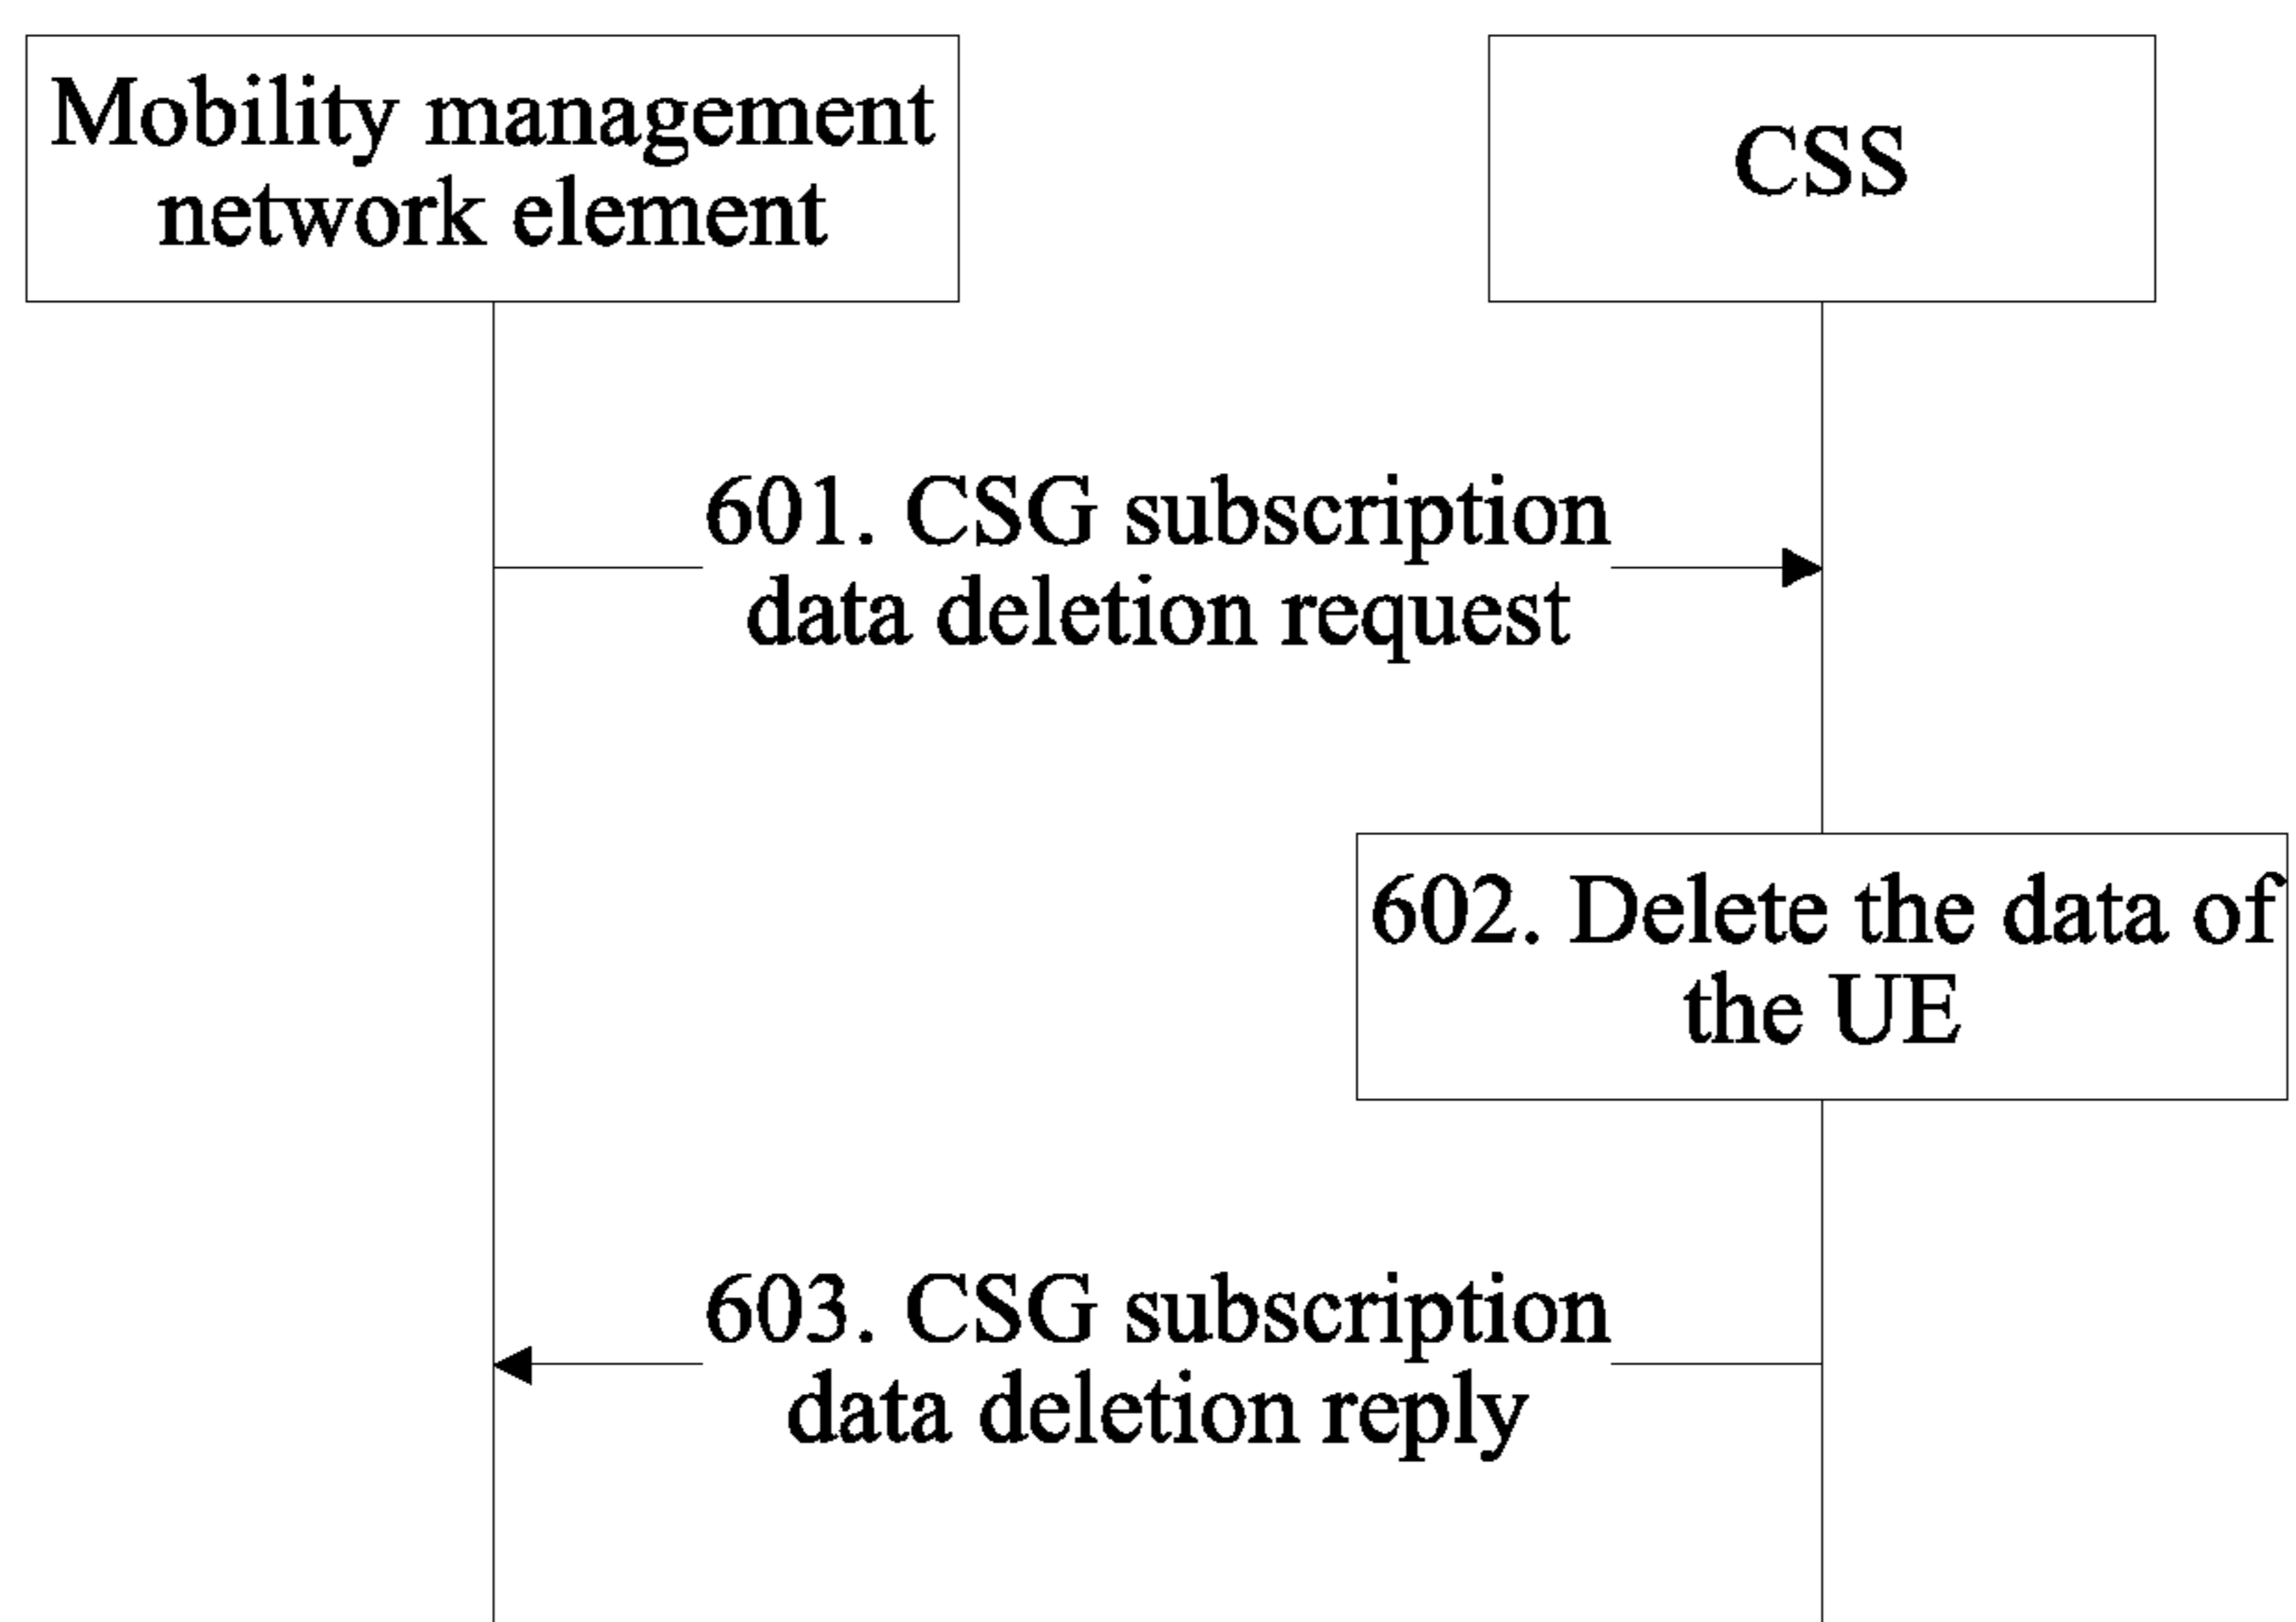 Mobility management
network element
CSS
601. CSG subscription
data deletion request
602. Delete the data of
the UE
603. CSG subscription
data deletion reply